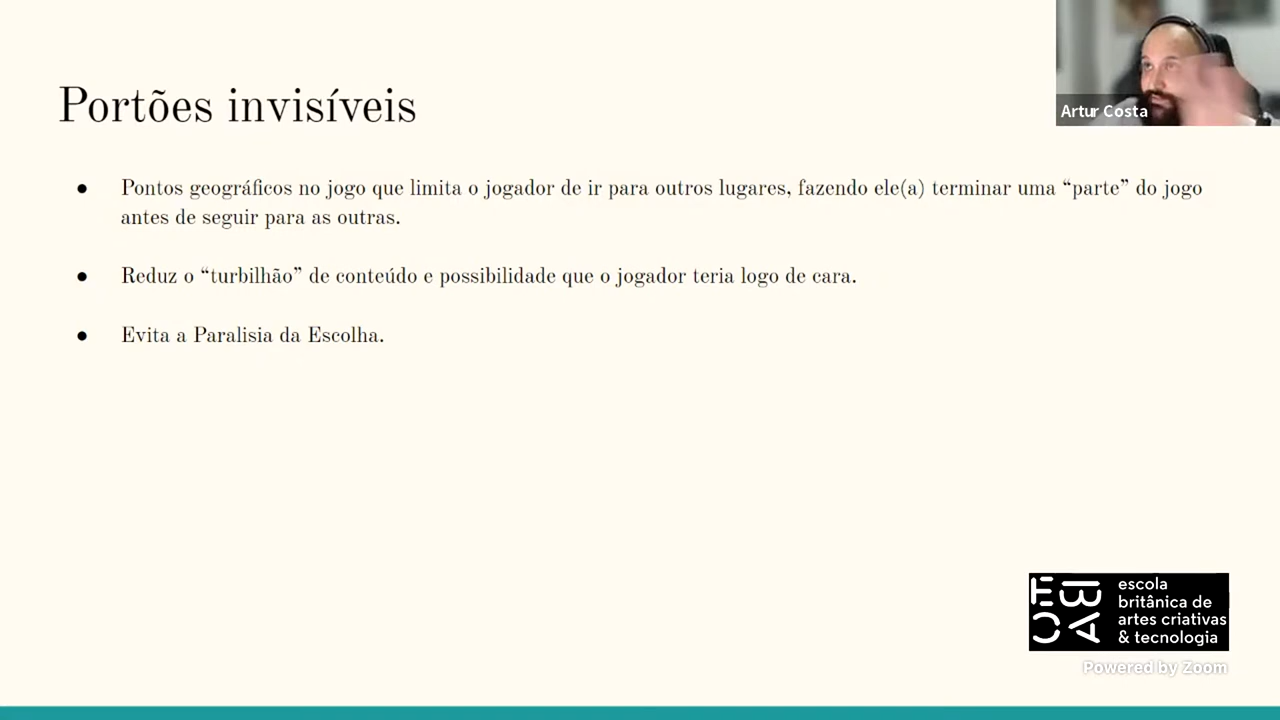 Portões invisíveis
Artur Costa
● Pontos geográficos no jogo que limita o jogador de ir para outros lugares, fazendo ele(a) terminar uma “parte” do jogo
antes de seguir para as outras.
● Reduz o “turbilhão” de conteúdo e possibilidade que o jogador teria logo de cara.
● Evita a Paralisia da Escolha.
escola
britânica de
artes criativas
& tecnologia
Powered by Zoom